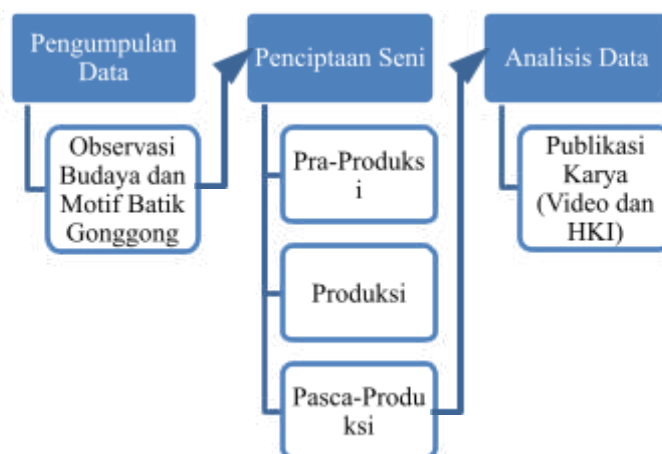 Pengumpulan
Data
Observasi
Budaya dan
Motif Batik
Gonggong
Penciptaan Seni
Pra-Produks
i
Produksi
Pasca-Produ
ksi
Analisis Data
Publikasi
Karya
(Video dan
HKI)